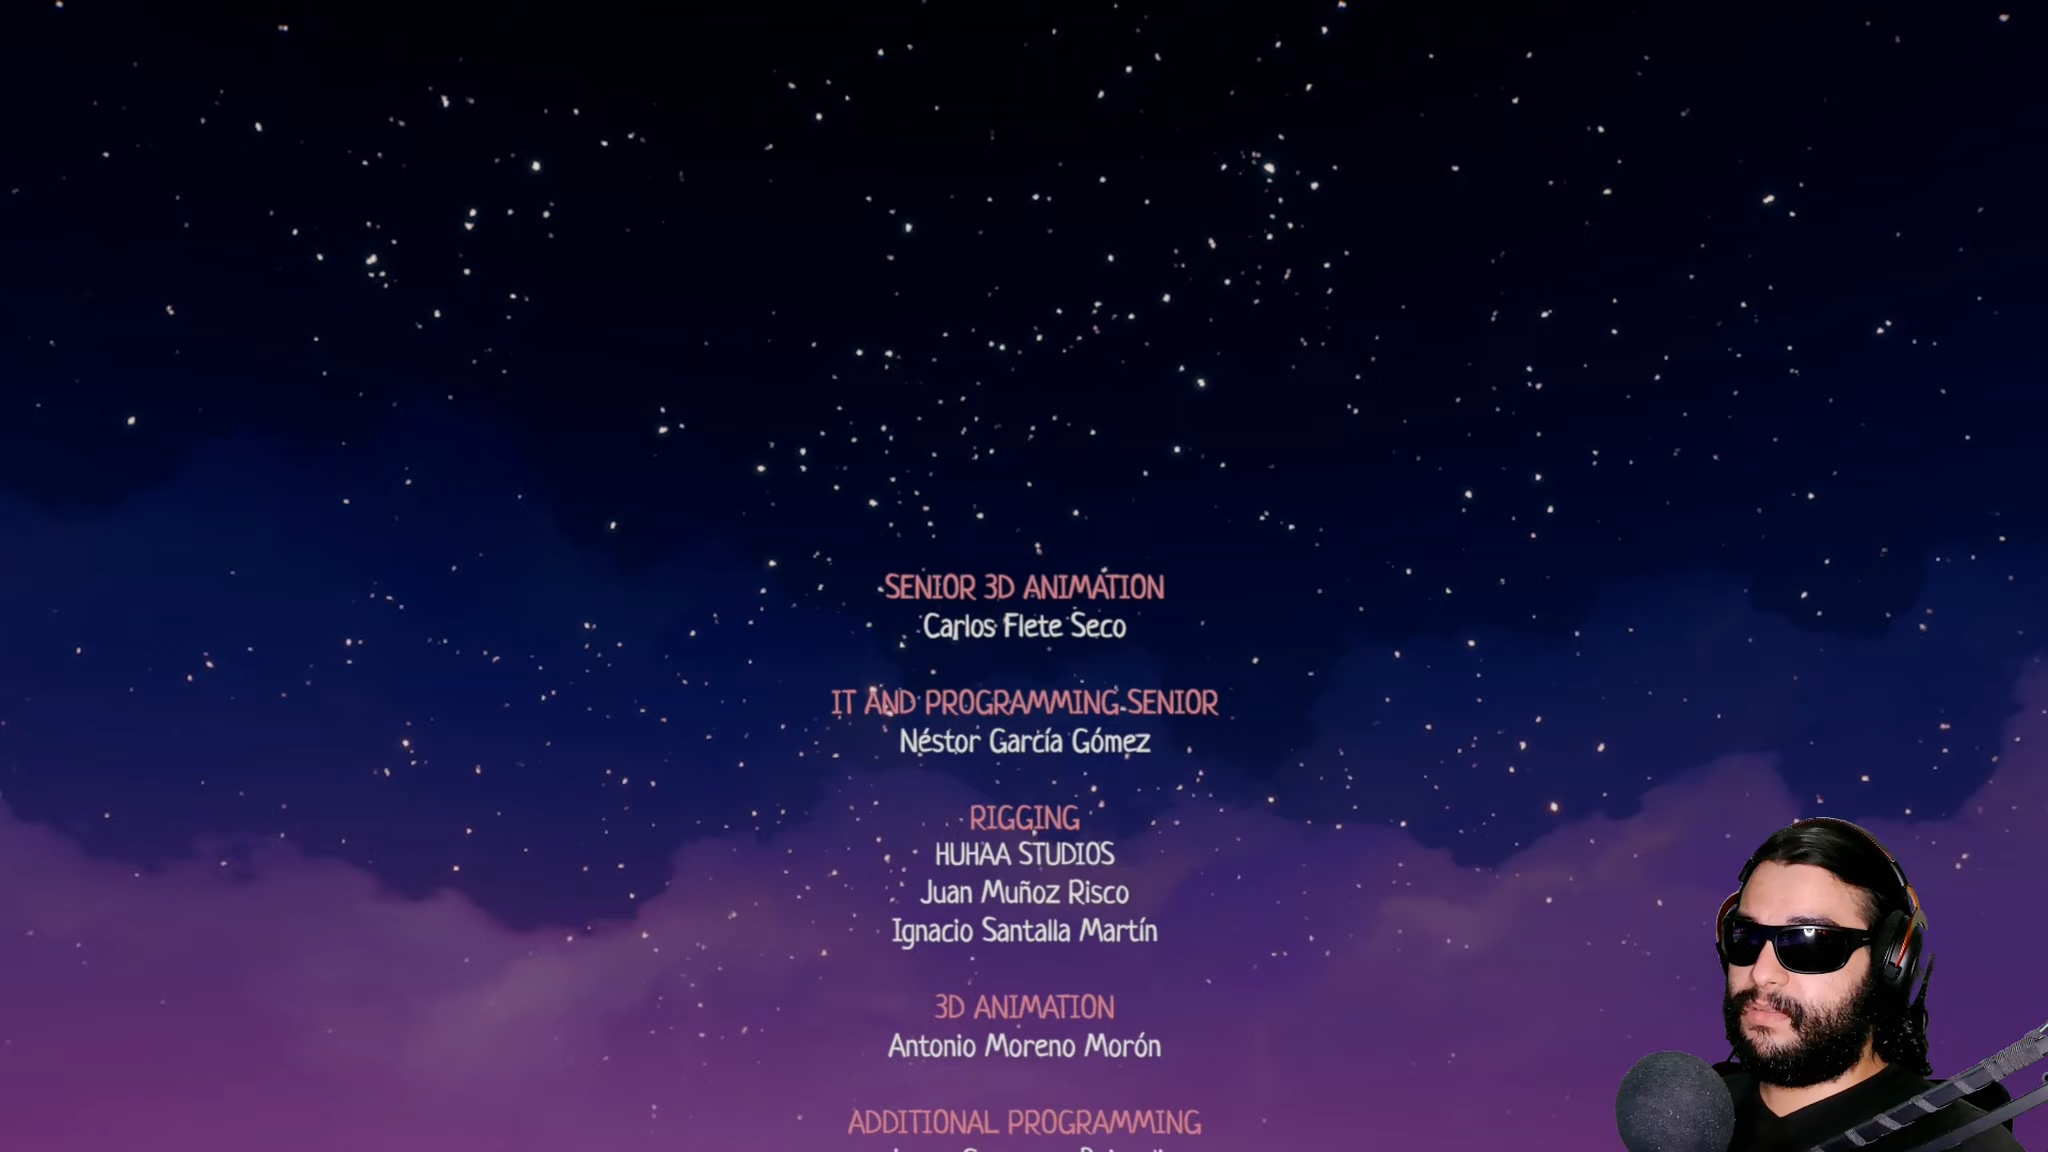 SENIOR 3D ANIMATION
Carlos Flete Seco
IT AND PROGRAMMING SENIOR
Néstor García Gómez
RIGGING
HUHAA STUDIOS
Juan Muñoz Risco
Ignacio Santalla Martín
3D ANIMATION
Antonio Moreno Morón
ADDITIONAL PROGRAMMING